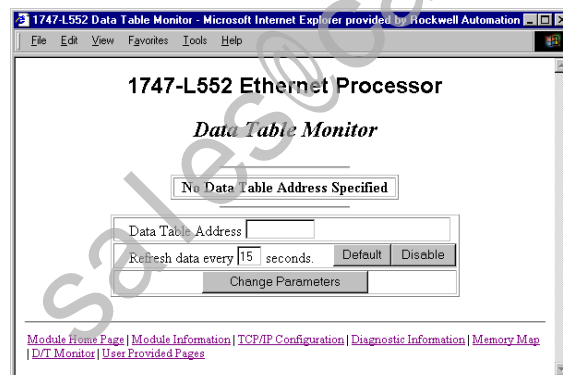 1747-L552 Data Table Monitor - Microsoft Internet Explorer provided by Rockwell Automation
File Edit View Favorites Tools Help
1747-L552 Ethernet Processor
Data Table Monitor
No Data Table Address Specified
Data Table Address
Refresh data every 15 seconds. Default Disable
Change Parameters
Module Home Page | Module Information | TCP/IP Configuration | Diagnostic Information | Memory Map
| D/T Monitor | User Provided Pages